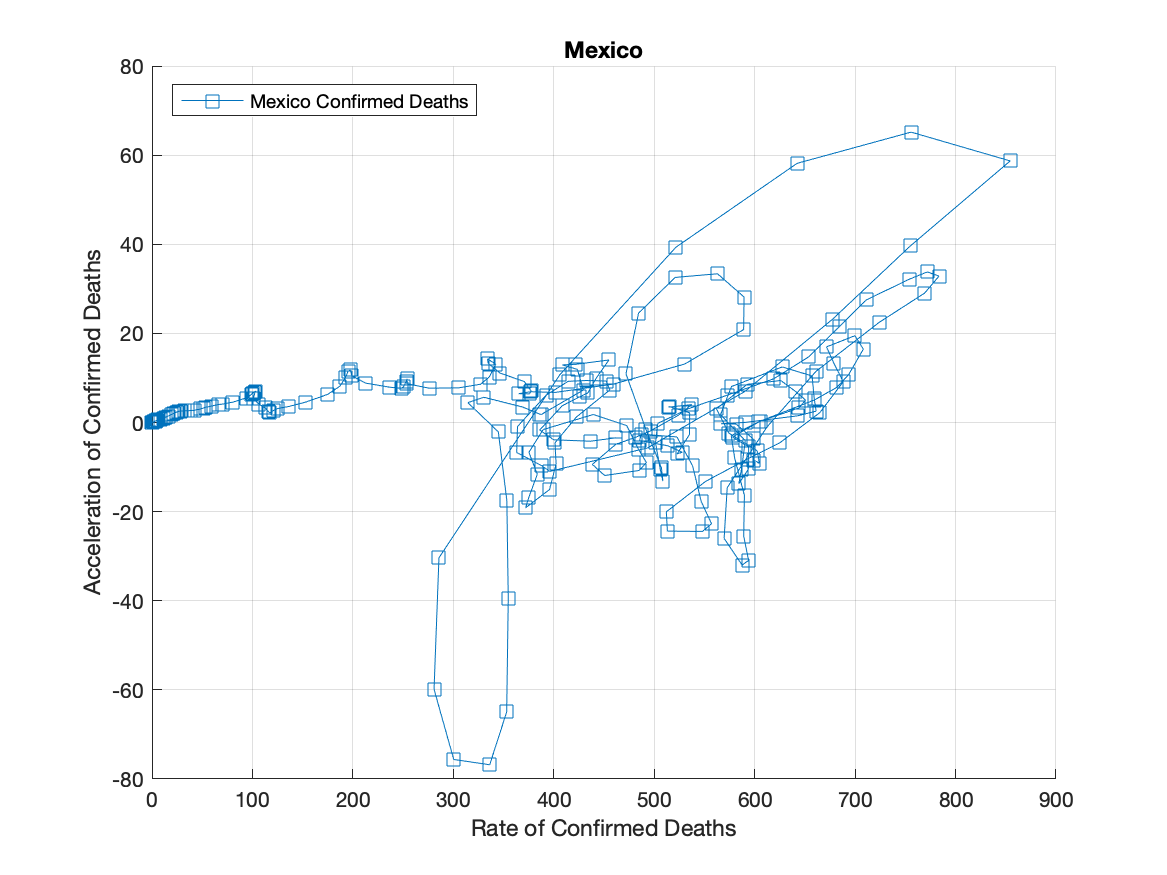 Mexico
80
60
40
20
0
-20
-40
-60
-80
Mexico Confirmed Deaths
Acceleration of Confirmed Deaths
0 100 200 300 400 500 600 700 800 900
Rate of Confirmed Deaths